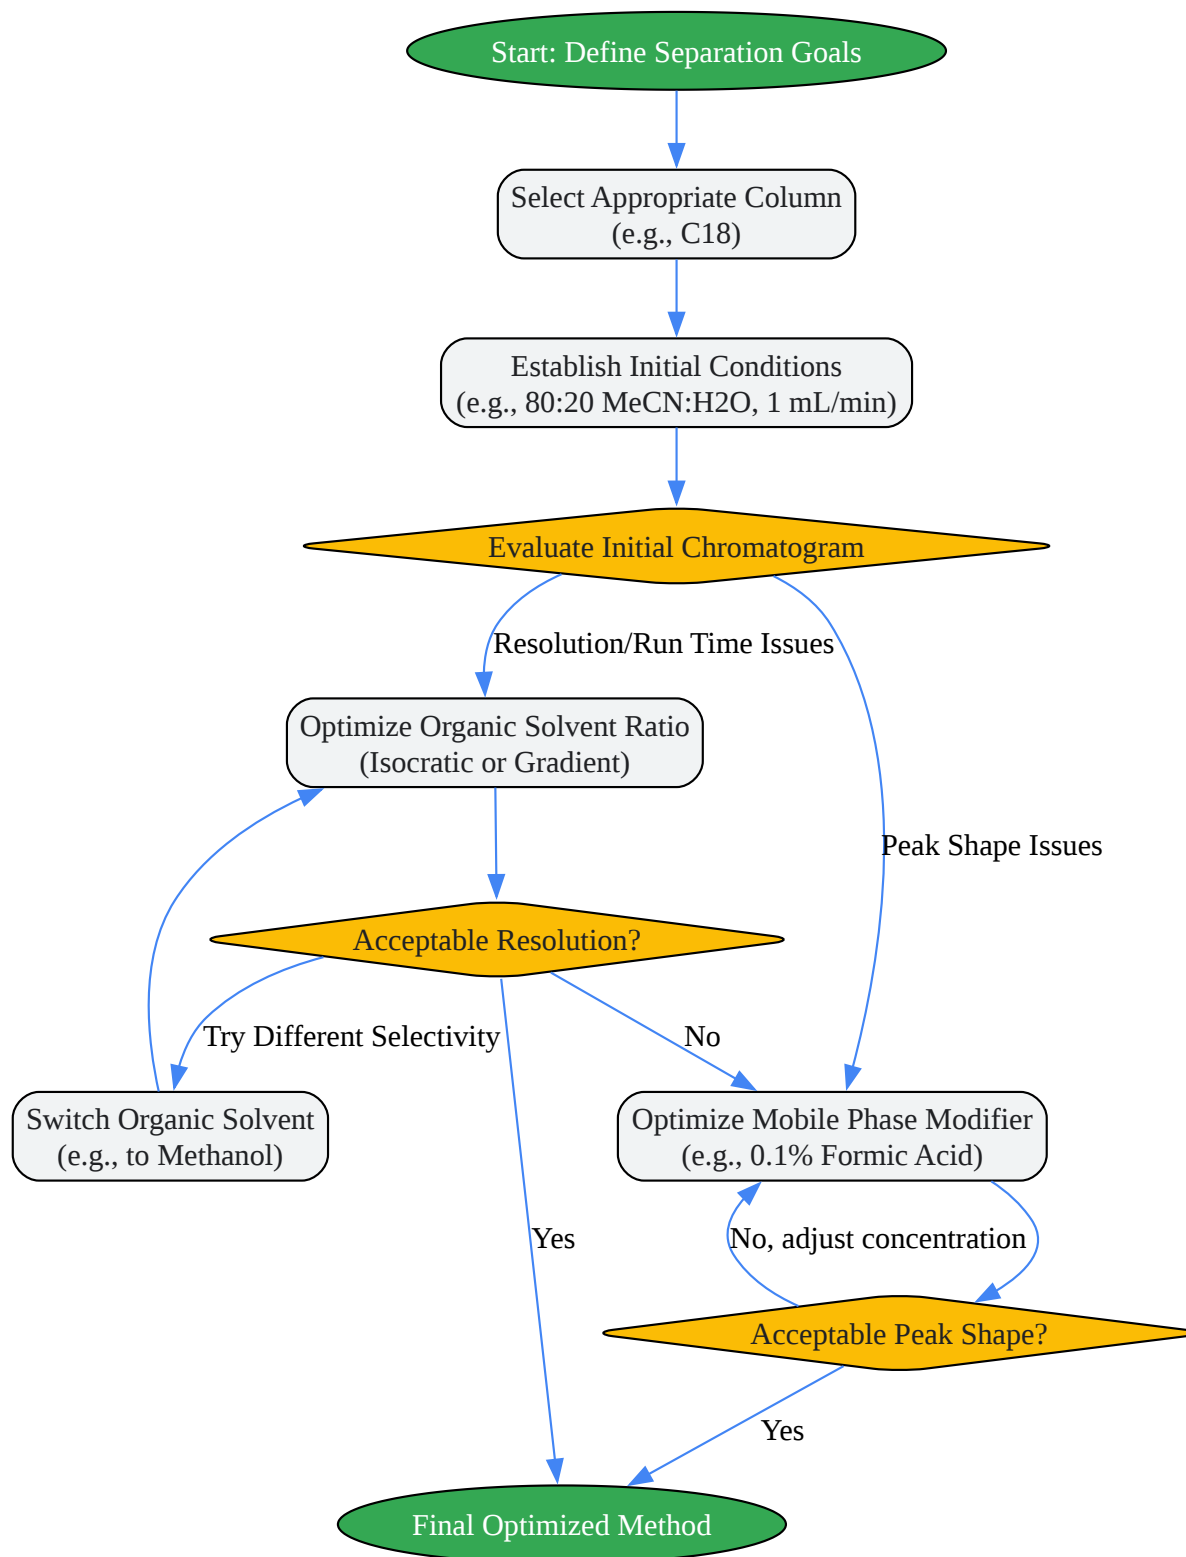 Start: Define Separation Goals
Select Appropriate Column
(e.g., C18)
Establish Initial Conditions
(e.g., 80:20 MeCN:H2O, 1 mL/min)
Evaluate Initial Chromatogram
Resolution/Run Time Issues
Optimize Organic Solvent Ratio
(Isocratic or Gradient)
Peak Shape Issues
Acceptable Resolution?
Try Different Selectivity
No
Switch Organic Solvent
(e.g., to Methanol)
Optimize Mobile Phase Modifier
(e.g., 0.1% Formic Acid)
Yes
No, adjust concentration
Acceptable Peak Shape?
Yes
Final Optimized Method